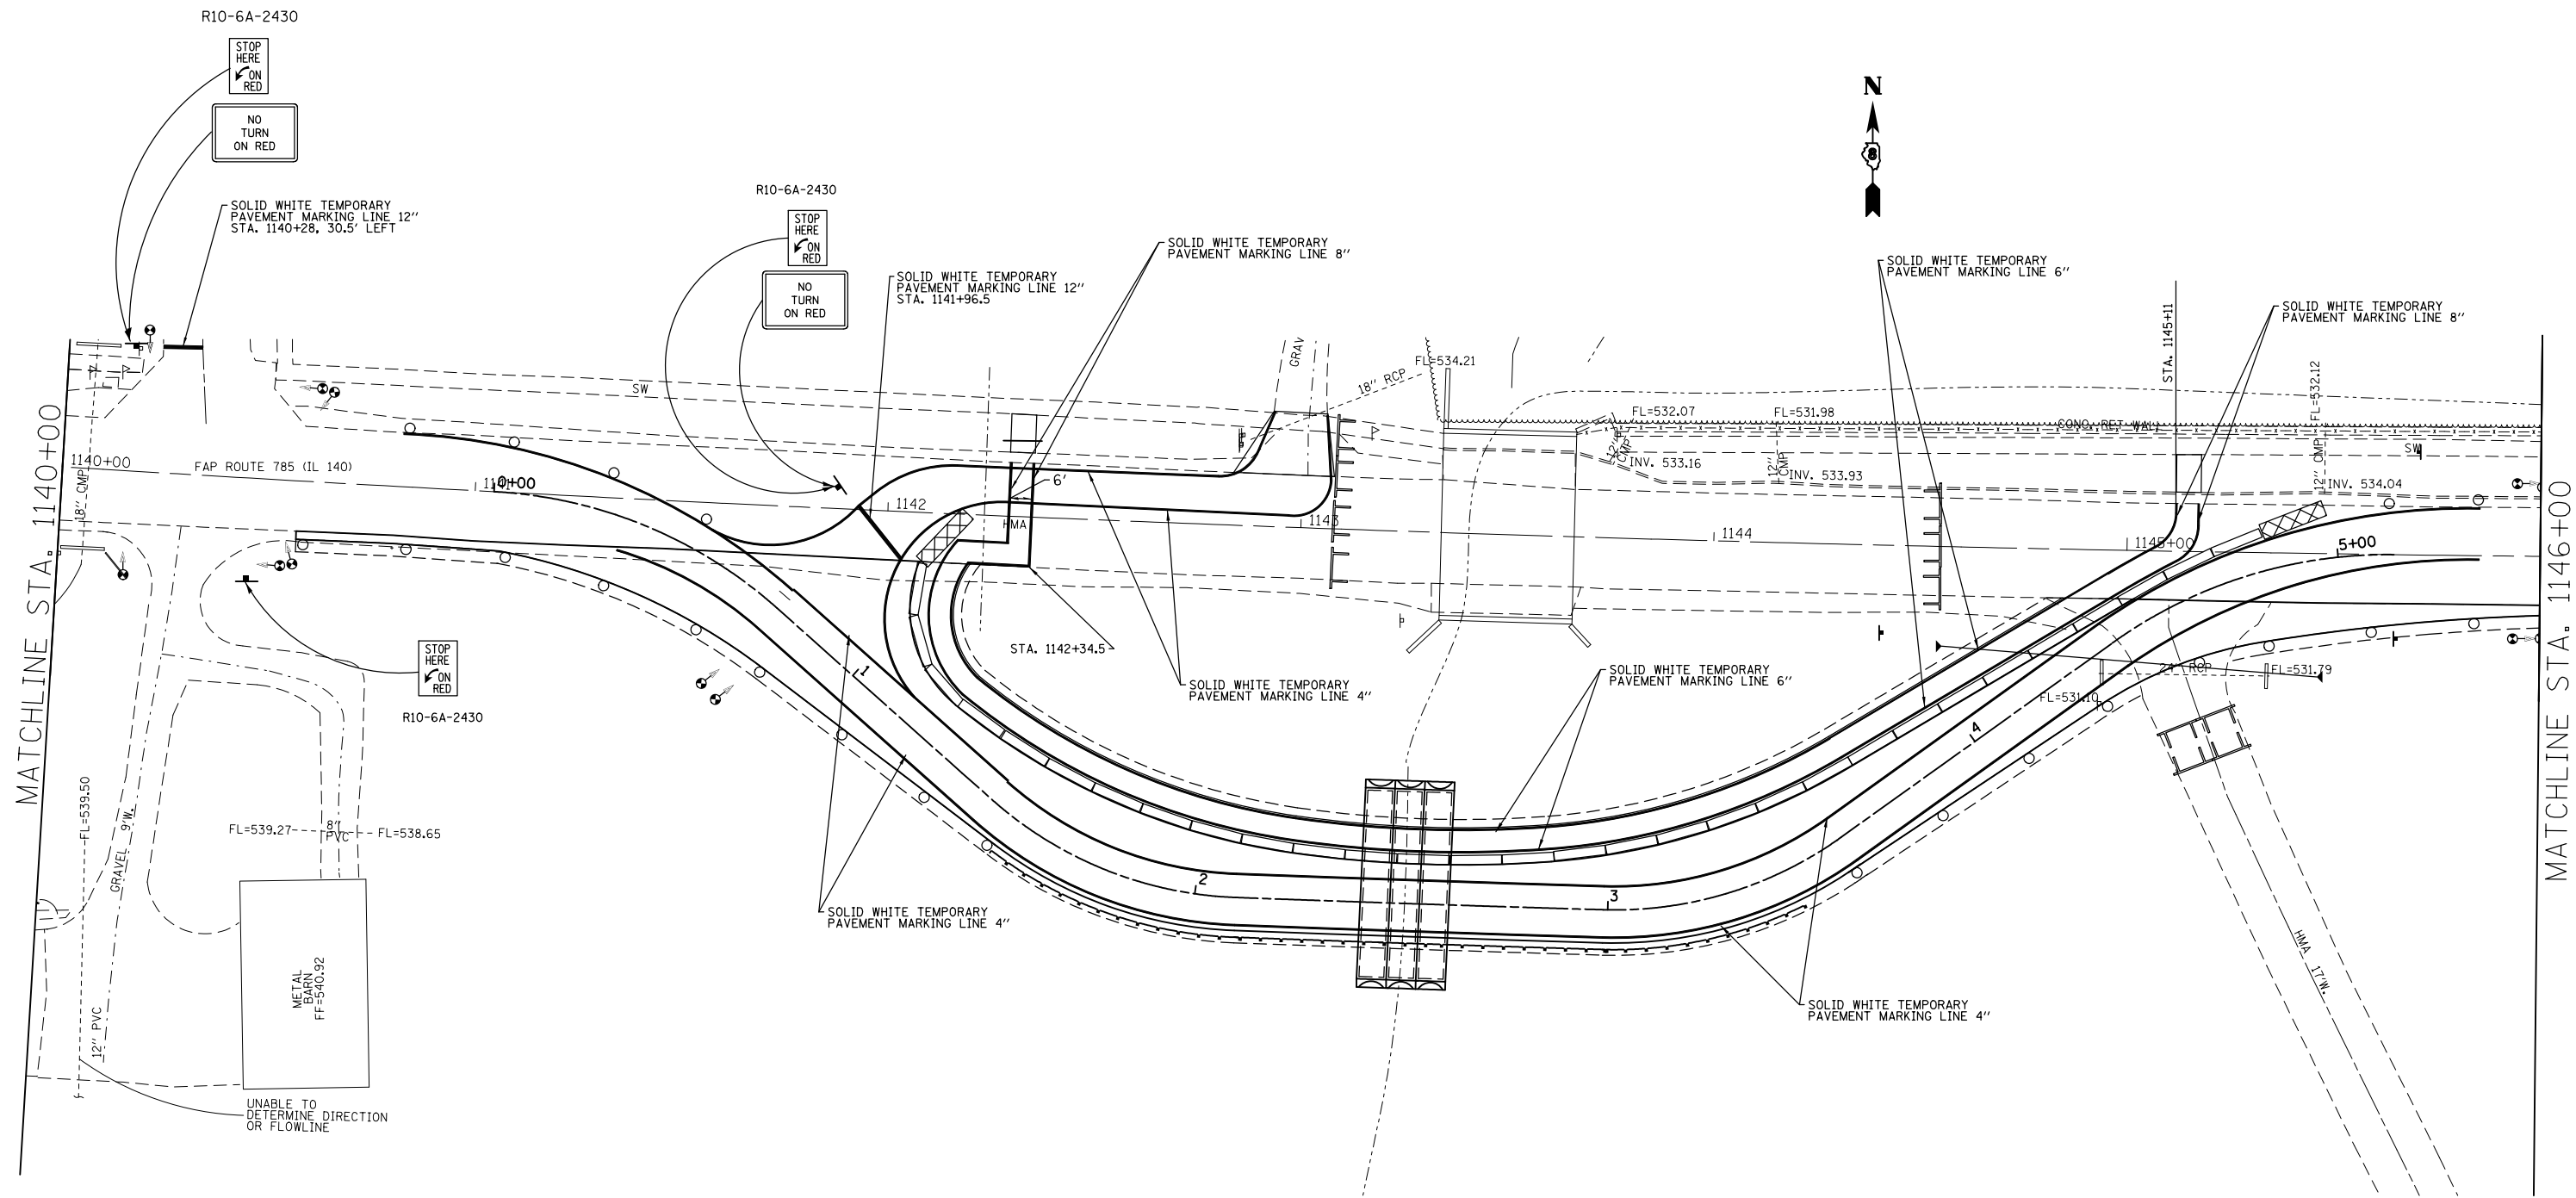 R10-6A-2430
STOP
HERE
ON
RED
NO
TURN
ON RED
SOLID WHITE TEMPORARY
PAVEMENT MARKING LINE 12"
STA. 1140+28, 30.5' LEFT
R10-6A-2430
STOP
HERE
ON
RED
NO
TURN
ON RED
SOLID WHITE TEMPORARY
PAVEMENT MARKING LINE 12"
STA. 1141+96.5
SOLID WHITE TEMPORARY
PAVEMENT MARKING LINE 8"
N
8
SOLID WHITE TEMPORARY
PAVEMENT MARKING LINE 6"
STA. 1145+11
SOLID WHITE TEMPORARY
PAVEMENT MARKING LINE 8"
MATCHLINE STA. 1140+00
1140+00
18" CMP
FAP ROUTE 785 (IL 140)
SW
0+00
1142
6'
HMA
1143
GRAV
18" RCP
FL=534.21
FL=532.07
FL=531.98
12"
CMP
INV. 533.16
12"
CMP
INV. 533.93
CONC. RET WALL
12" CMP
FL=532.12
SW
INV. 534.04
1144
1145+00
5+00
MATCHLINE STA. 1146+00
STOP
HERE
ON
RED
R10-6A-2430
STA. 1142+34.5
SOLID WHITE TEMPORARY
PAVEMENT MARKING LINE 4"
SOLID WHITE TEMPORARY
PAVEMENT MARKING LINE 6"
24" RCP
FL=531.79
FL=531.10
1
2
3
4
FL=539.50
GRAVEL 9'W.
FL=539.27
8"
PVC
FL=538.65
SOLID WHITE TEMPORARY
PAVEMENT MARKING LINE 4"
METAL
BARN
FF=540.92
12" PVC
SOLID WHITE TEMPORARY
PAVEMENT MARKING LINE 4"
HMA 17'W.
UNABLE TO
DETERMINE DIRECTION
OR FLOWLINE